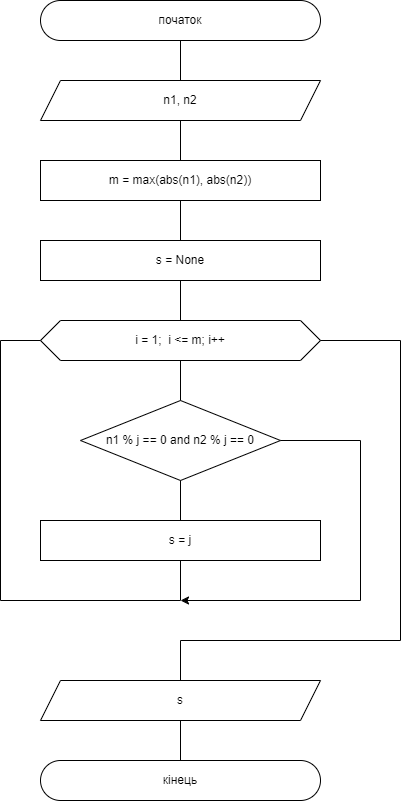 початок
n1, n2
m = max(abs(n1), abs(n2))
s = None
i = 1;  i <= m; i++
n1 % j == 0 and n2 % j == 0
s = j
s
кінець